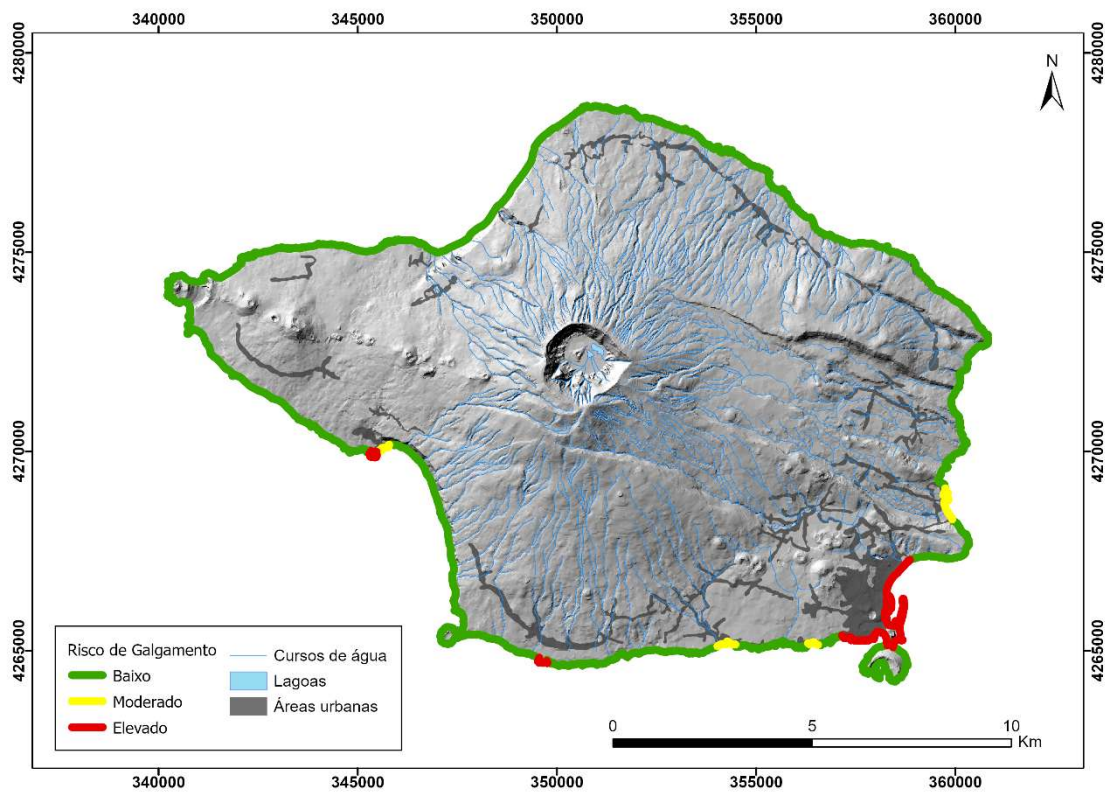 340000 345000 350000 355000 360000
4280000 4280000
N
4275000 4275000
4270000 4270000
4265000 4265000
Risco de Galgamento
Baixo
Moderado
Elevado
Cursos de água
Lagoas
Áreas urbanas
0 5 10
Km
340000 345000 350000 355000 360000